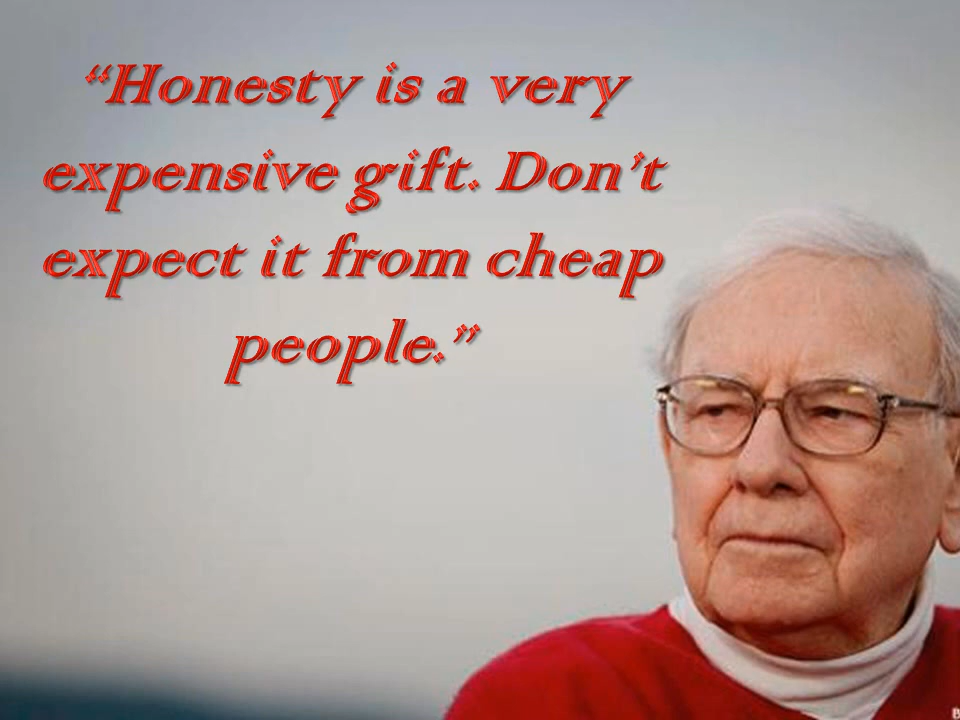 “Honesty is a very
expensive gift. Don’t
expect it from cheap
people.”